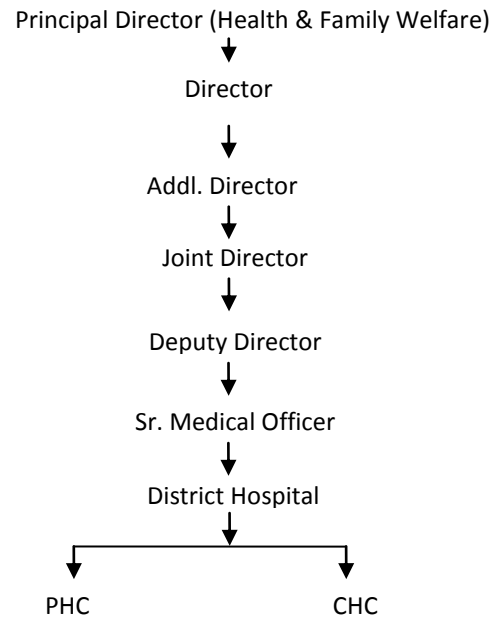 Principal Director (Health & Family Welfare)
Director
Addl. Director
Joint Director
Deputy Director
Sr. Medical Officer
District Hospital
PHC
CHC